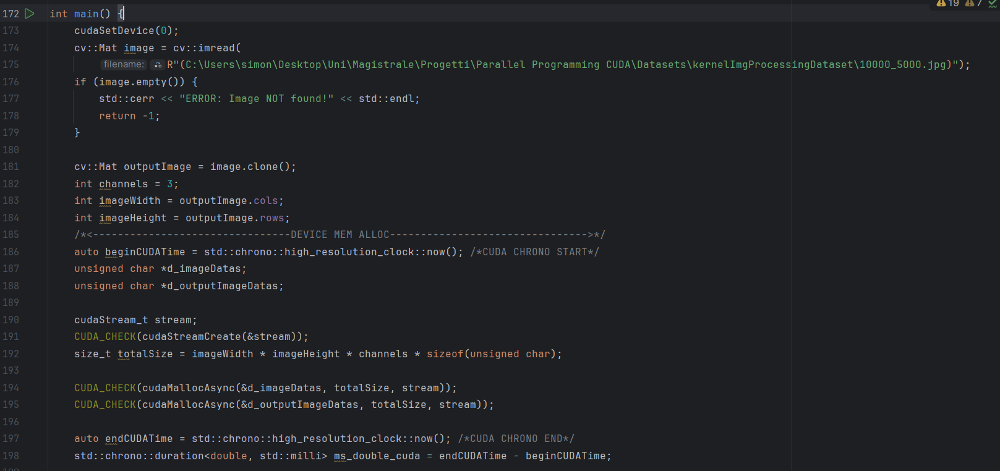 19 7
172 int main() {
173 cudaSetDevice(0);
174 cv::Mat image = cv::imread(
175 filename: R"(C:\Users\simon\Desktop\Uni\Magistrale\Progetti\Parallel Programming CUDA\Datasets\kernelImgProcessingDataset\10000_5000.jpg)");
176 if (image.empty()) {
177 std::cerr << "ERROR: Image NOT found!" << std::endl;
178 return -1;
179 }
180
181 cv::Mat outputImage = image.clone();
182 int channels = 3;
183 int imageWidth = outputImage.cols;
184 int imageHeight = outputImage.rows;
185 /*<--------------------------------DEVICE MEM ALLOC-------------------------------->*/
186 auto beginCUDATime = std::chrono::high_resolution_clock::now(); /*CUDA CHRONO START*/
187 unsigned char *d_imageDatas;
188 unsigned char *d_outputImageDatas;
189
190 cudaStream_t stream;
191 CUDA_CHECK(cudaStreamCreate(&stream));
192 size_t totalSize = imageWidth * imageHeight * channels * sizeof(unsigned char);
193
194 CUDA_CHECK(cudaMallocAsync(&d_imageDatas, totalSize, stream));
195 CUDA_CHECK(cudaMallocAsync(&d_outputImageDatas, totalSize, stream));
196
197 auto endCUDATime = std::chrono::high_resolution_clock::now(); /*CUDA CHRONO END*/
198 std::chrono::duration<double, std::milli> ms_double_cuda = endCUDATime - beginCUDATime;